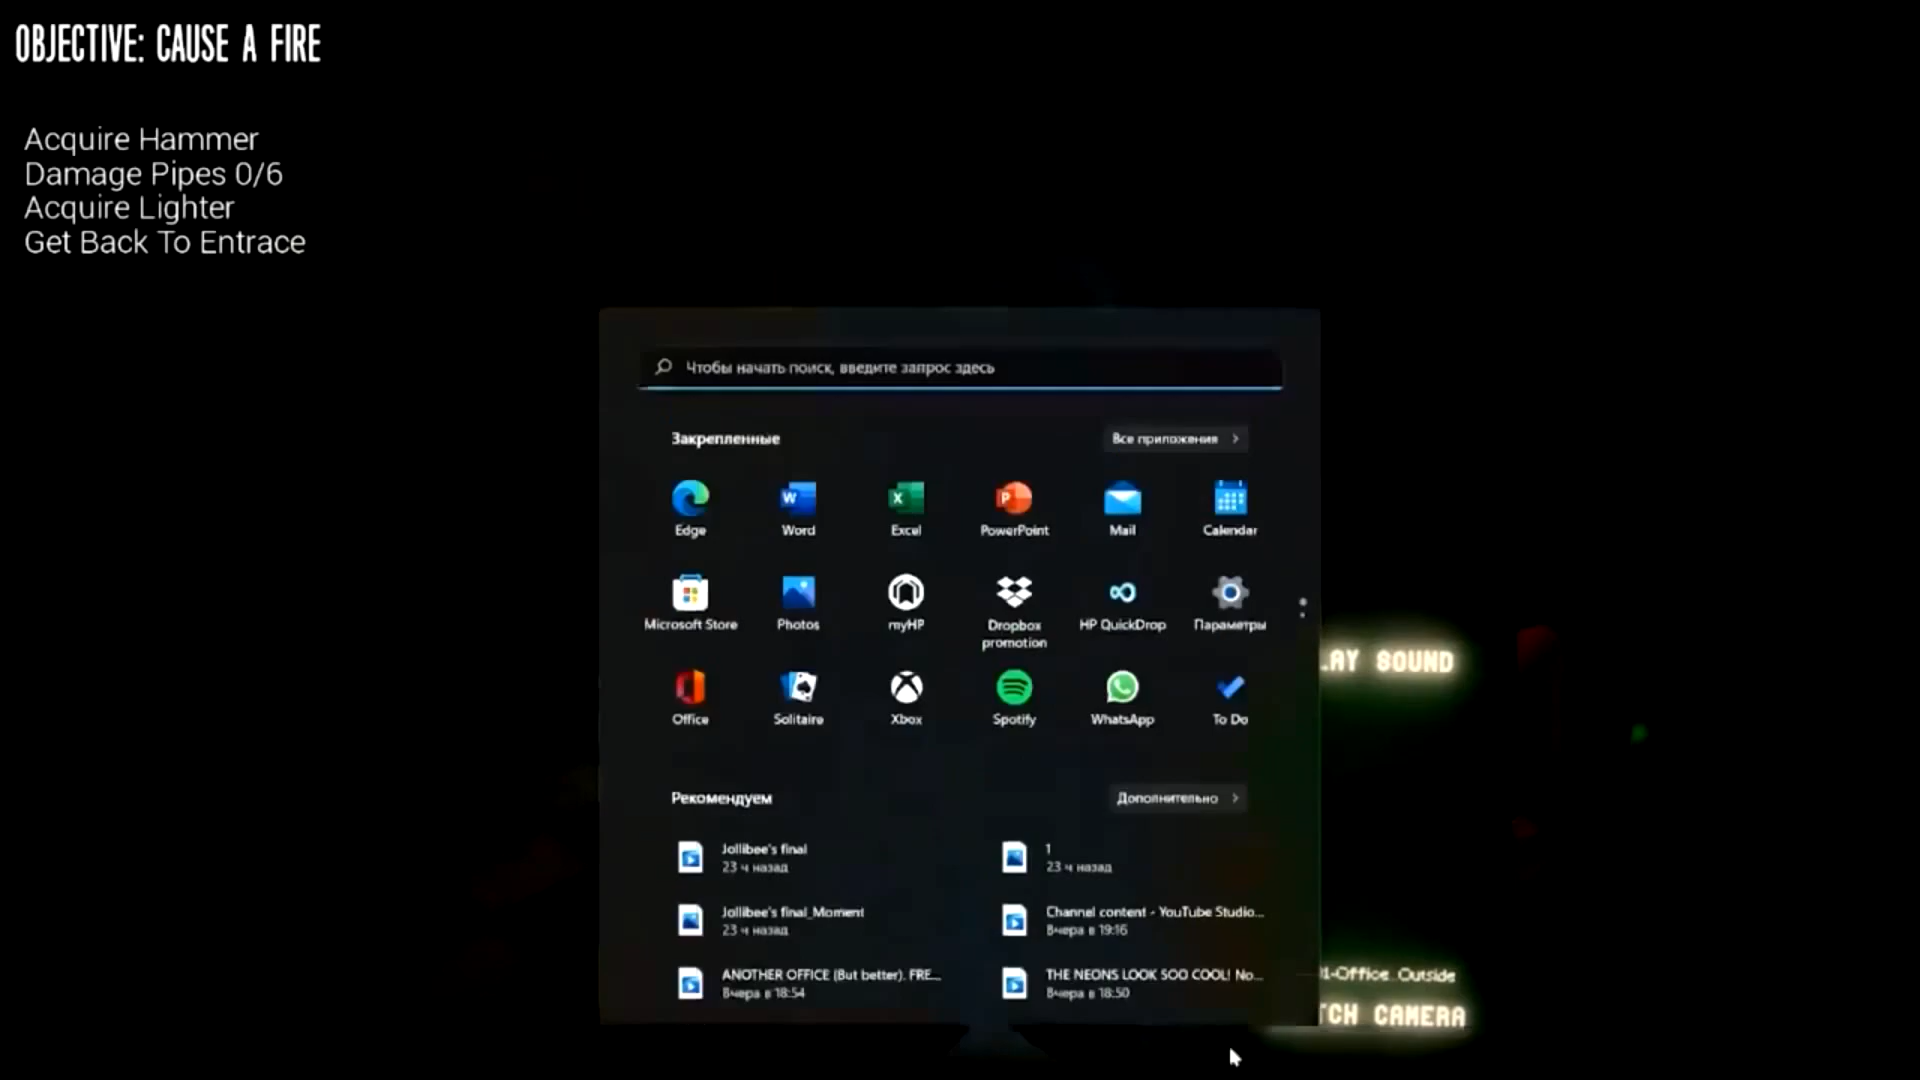 OBJECTIVE: CAUSE A FIRE
Acquire Hammer
Damage Pipes 0/6
Acquire Lighter
Get Back To Entrace
Чтобы начать поиск, введите запрос здесь
Закрепленные
Все приложения
Edge
Word
Excel
PowerPoint
Mail
Calendar
Microsoft Store
Photos
myHP
Dropbox promotion
HP QuickDrop
Параметры
Office
Solitaire
Xbox
Spotify
WhatsApp
To Do
LAY SOUND
Рекомендуем
Дополнительно
Jollibee's final
23 ч назад
1
23 ч назад
Jollibee's final_Moment
23 ч назад
Channel content - YouTube Studio...
Вчера в 19:16
ANOTHER OFFICE (But better). FRE...
Вчера в 18:54
THE NEONS LOOK SOO COOL! No...
Вчера в 18:50
1-Office_Outside
TCH CAMERA